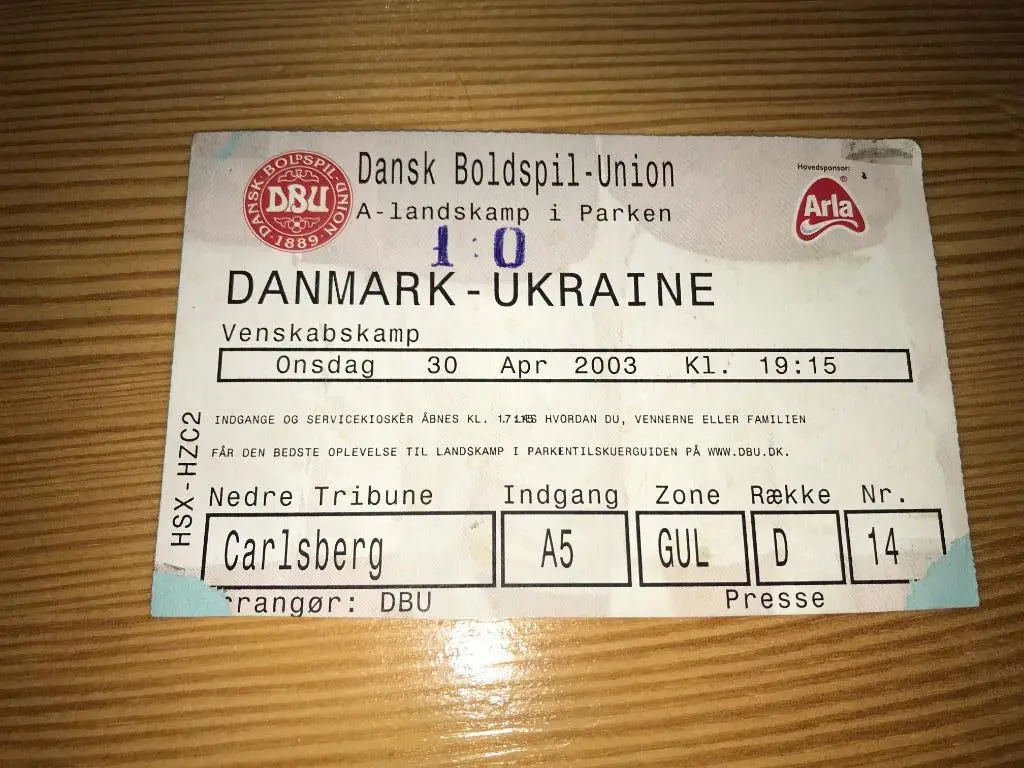 DANSK·BOLDSPIL·UNION
DBU
·1889·
Dansk Boldspil-Union
A-landskamp i Parken
Hovedsponsor:
Arla®
1:0
DANMARK-UKRAINE
Venskabskamp
Onsdag 30 Apr 2003 Kl. 19:15
INDGANGE OG SERVICEKIOSKER ÅBNES KL. HVORDAN DU, VENNERNE ELLER FAMILIEN
FÅR DEN BEDSTE OPLEVELSE TIL LANDSKAMP I PARKENTILSKUERGUIDEN PÅ WWW.DBU.DK.
HSX-HZC2
Nedre Tribune Indgang Zone Række Nr.
Carlsberg A5 GUL D 14
rrangør: DBU Presse